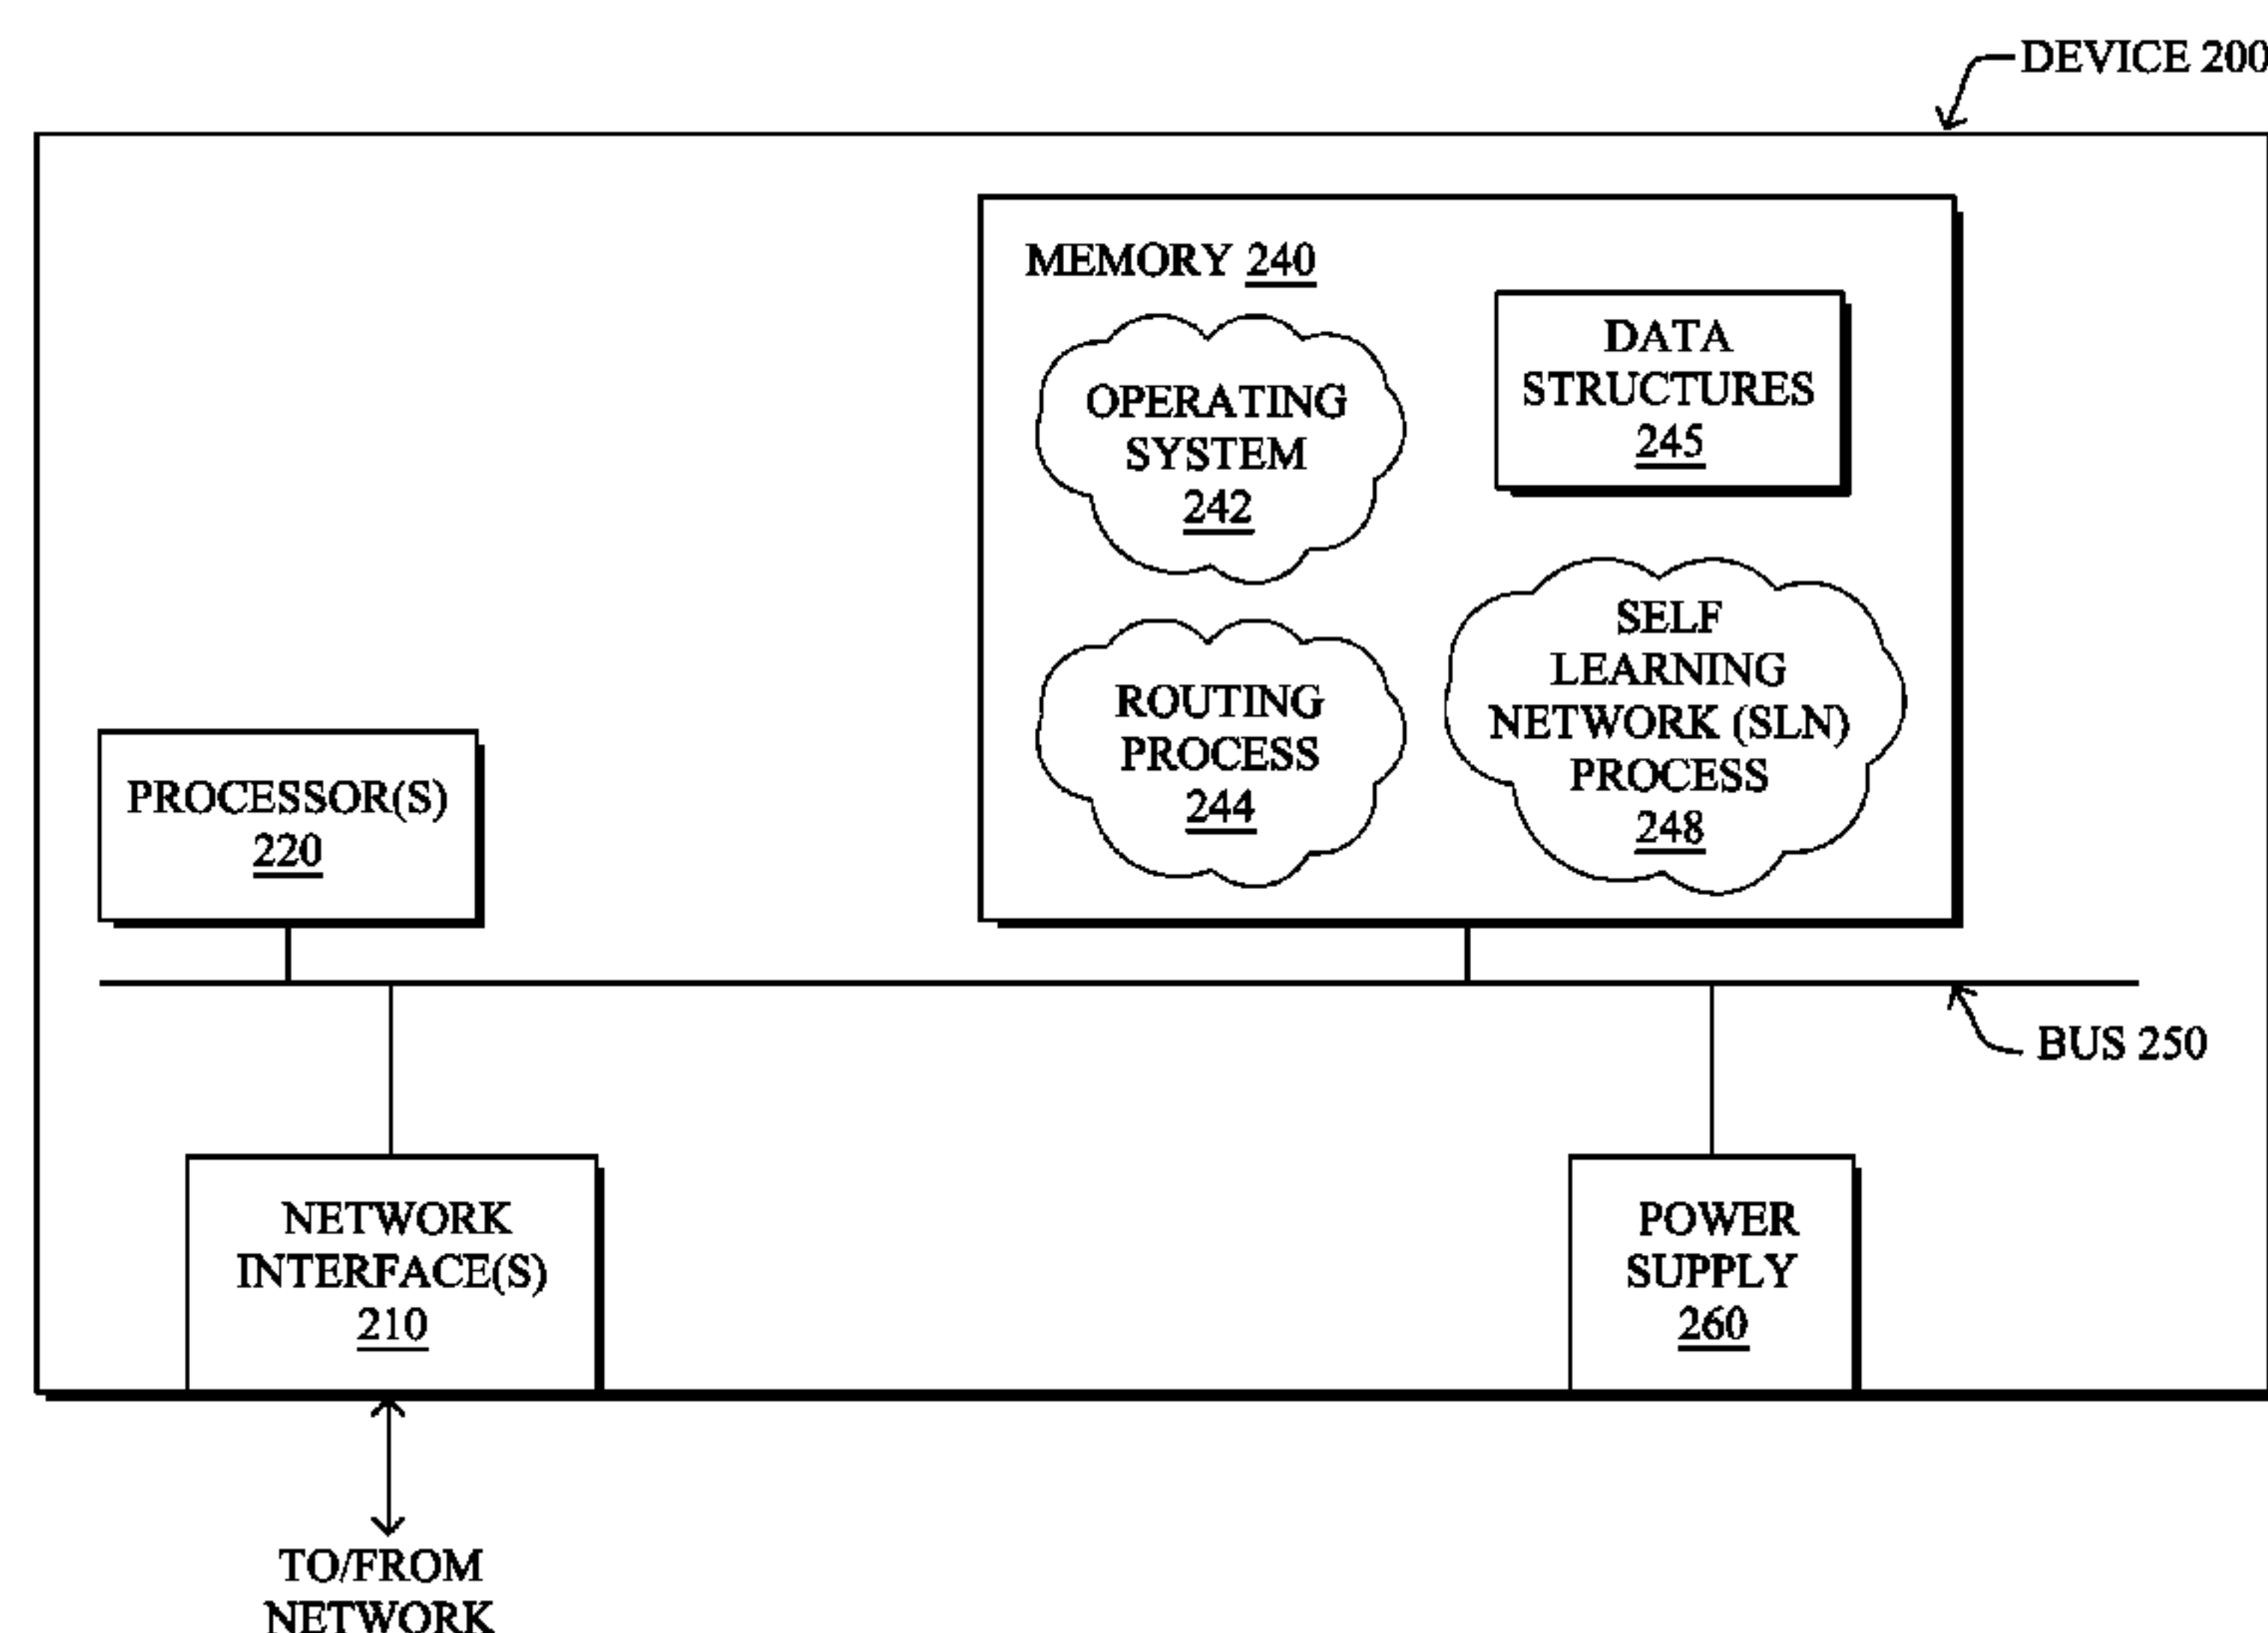 DEVICE 200
MEMORY 240
OPERATING
SYSTEM
242
DATA
STRUCTURES
245
ROUTING
PROCESS
244
SELF
LEARNING
NETWORK (SLN)
PROCESS
248
PROCESSOR(S)
220
BUS 250
NETWORK
INTERFACE(S)
210
POWER
SUPPLY
260
TO/FROM
NETWORK